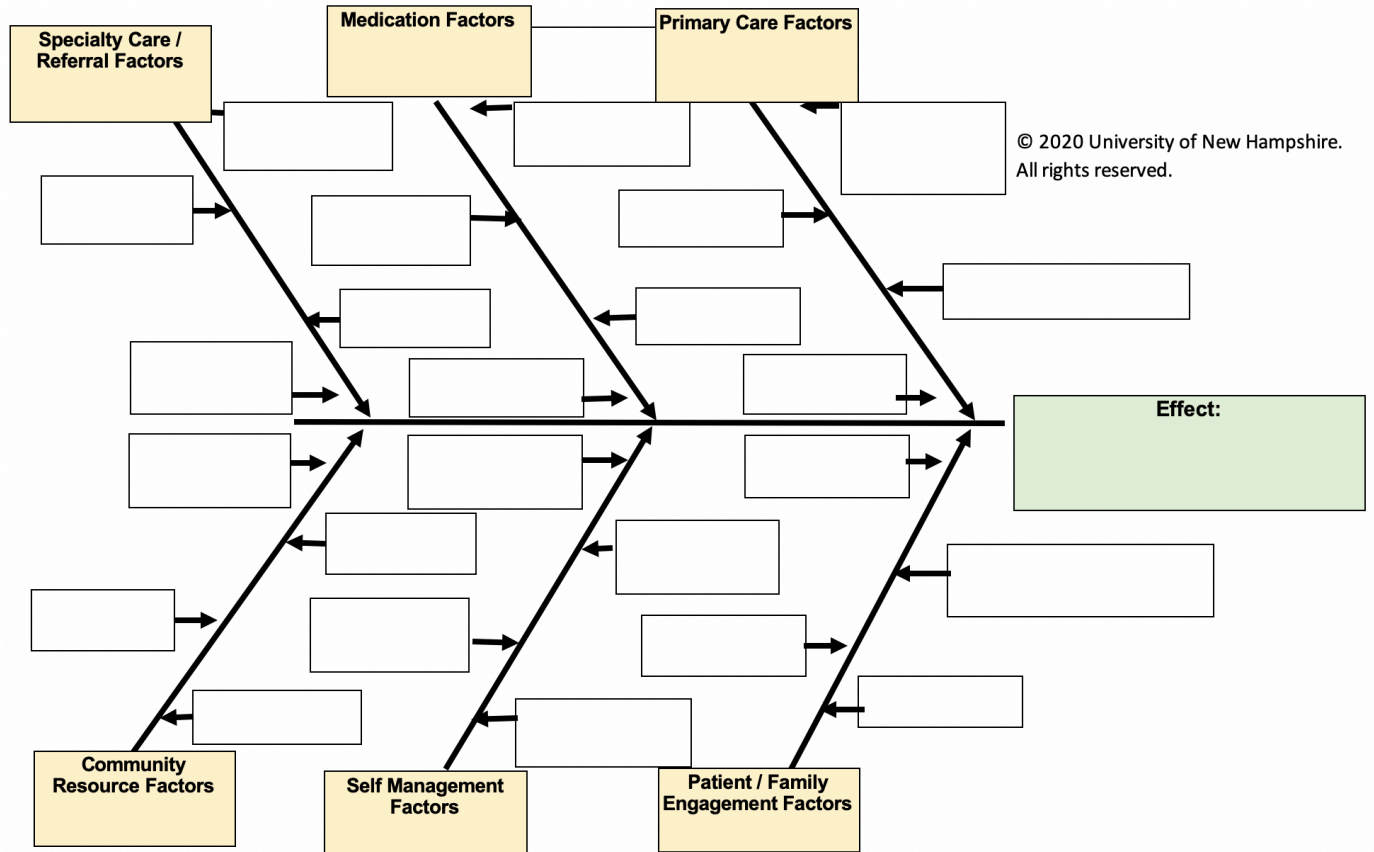 Specialty Care /
Referral Factors
Medication Factors
Primary Care Factors
© 2020 University of New Hampshire.
All rights reserved.
Effect:
Community
Resource Factors
Self Management
Factors
Patient / Family
Engagement Factors